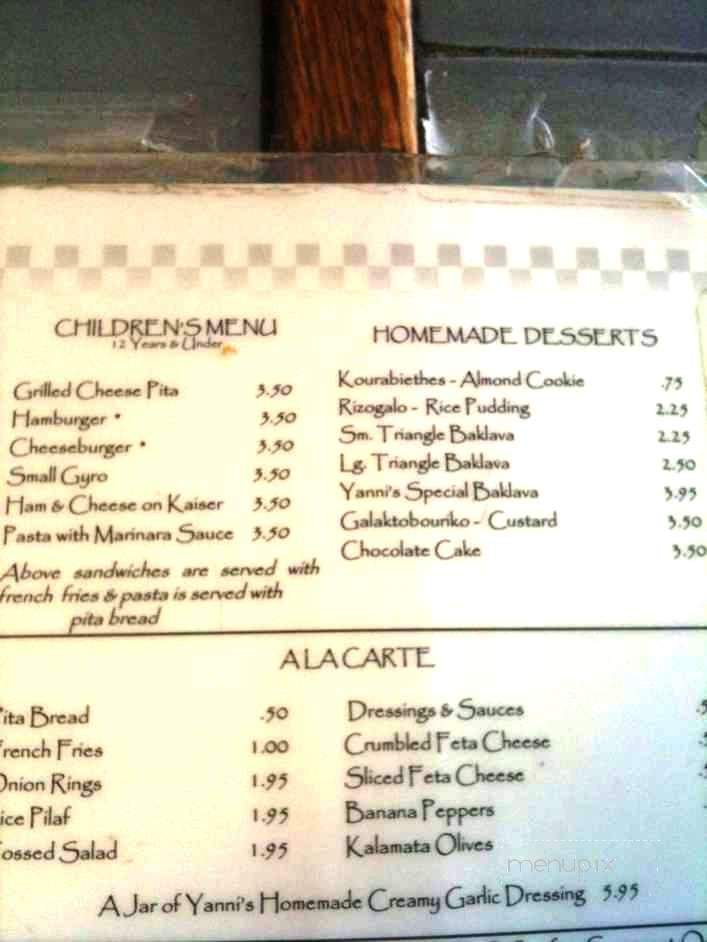 CHILDREN'S MENU
12 Years & Under
Grilled Cheese Pita 3.50
Hamburger * 3.50
Cheeseburger * 3.50
Small Gyro 3.50
Ham & Cheese on Kaiser 3.50
Pasta with Marinara Sauce 3.50
Above sandwiches are served with
french fries & pasta is served with
pita bread
HOMEMADE DESSERTS
Kourabiethes - Almond Cookie .75
Rizogalo - Rice Pudding 2.25
Sm. Triangle Baklava 2.25
Lg. Triangle Baklava 2.50
Yanni's Special Baklava 3.95
Galaktobouriko - Custard 3.50
Chocolate Cake 3.50
A LA CARTE
ita Bread .50
rench Fries 1.00
Onion Rings 1.95
ice Pilaf 1.95
ossed Salad 1.95
Dressings & Sauces
Crumbled Feta Cheese
Sliced Feta Cheese
Banana Peppers
Kalamata Olives
menupix
A Jar of Yanni's Homemade Creamy Garlic Dressing 5.95